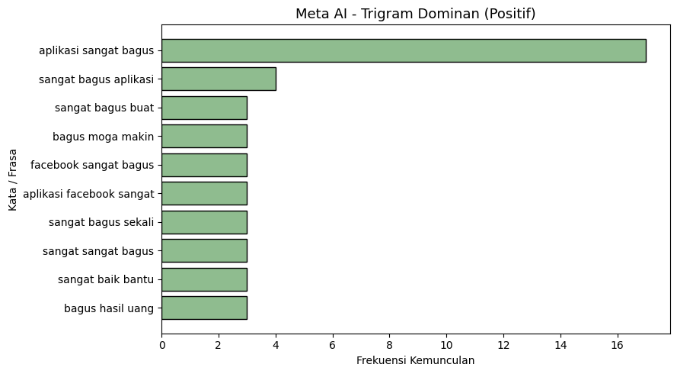 Meta AI - Trigram Dominan (Positif)
aplikasi sangat bagus
sangat bagus aplikasi
sangat bagus buat
bagus moga makin
facebook sangat bagus
aplikasi facebook sangat
sangat bagus sekali
sangat sangat bagus
sangat baik bantu
bagus hasil uang
Kata / Frasa
0 2 4 6 8 10 12 14 16
Frekuensi Kemunculan